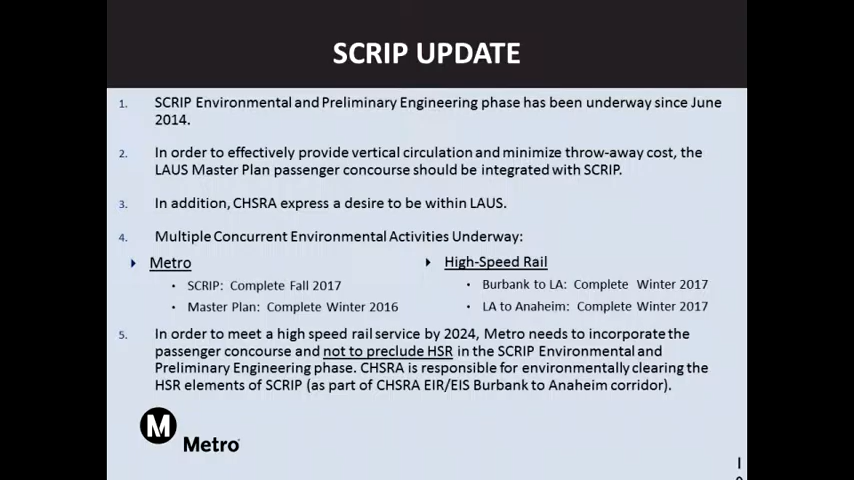 SCRIP UPDATE
1. SCRIP Environmental and Preliminary Engineering phase has been underway since June
2014.
2. In order to effectively provide vertical circulation and minimize throw-away cost, the
LAUS Master Plan passenger concourse should be integrated with SCRIP.
3. In addition, CHSRA express a desire to be within LAUS.
4. Multiple Concurrent Environmental Activities Underway:
Metro
• SCRIP: Complete Fall 2017
• Master Plan: Complete Winter 2016
High-Speed Rail
• Burbank to LA: Complete Winter 2017
• LA to Anaheim: Complete Winter 2017
5. In order to meet a high speed rail service by 2024, Metro needs to incorporate the
passenger concourse and not to preclude HSR in the SCRIP Environmental and
Preliminary Engineering phase. CHSRA is responsible for environmentally clearing the
HSR elements of SCRIP (as part of CHSRA EIR/EIS Burbank to Anaheim corridor).
M Metro